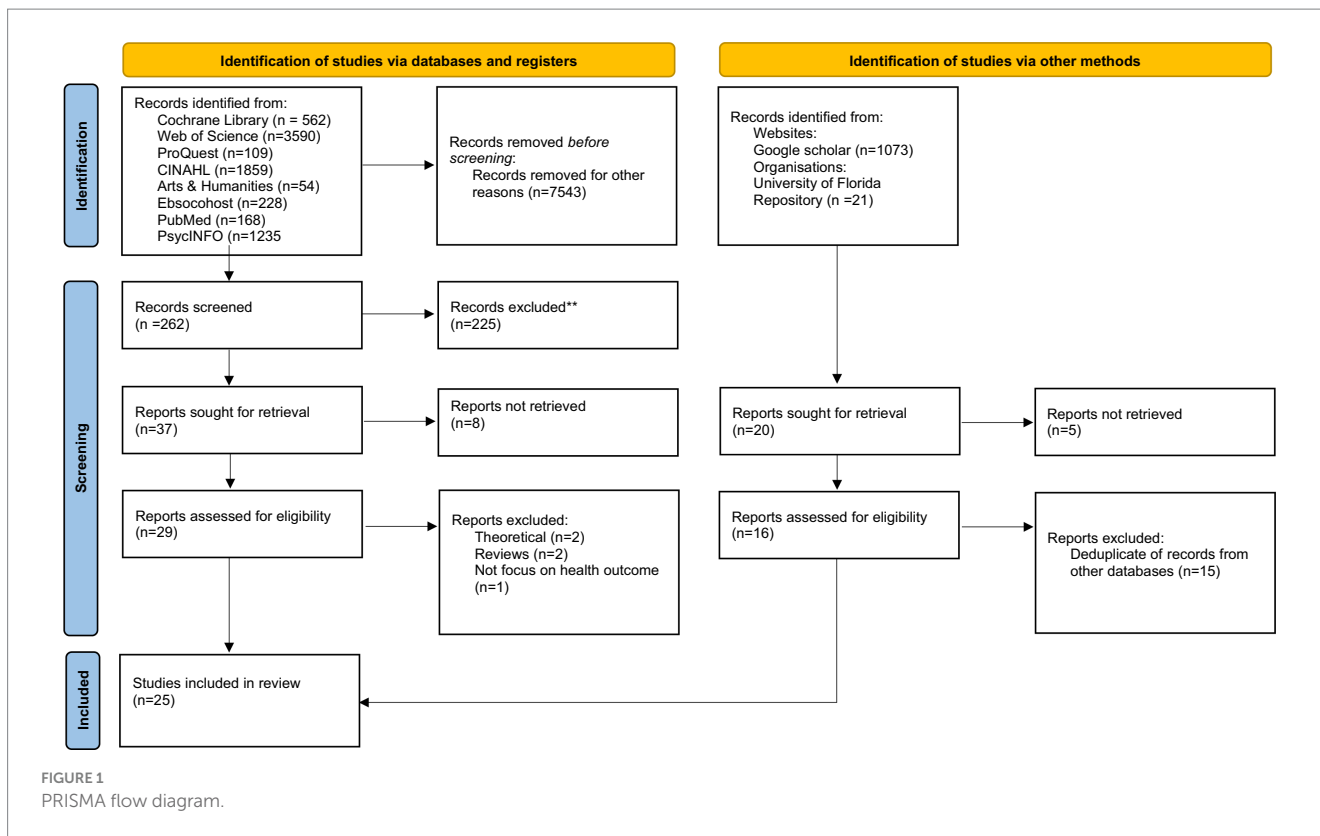 Identification of studies via databases and registers
Identification of studies via other methods
Identification
Records identified from:
Cochrane Library (n = 562)
Web of Science (n=3590)
ProQuest (n=109)
CINAHL (n=1859)
Arts & Humanities (n=54)
Ebsocohost (n=228)
PubMed (n=168)
PsycINFO (n=1235
Records removed before
screening:
Records removed for other
reasons (n=7543)
Records identified from:
Websites:
Google scholar (n=1073)
Organisations:
University of Florida
Repository (n =21)
Screening
Records screened
(n =262)
Records excluded**
(n=225)
Reports sought for retrieval
(n=37)
Reports not retrieved
(n=8)
Reports sought for retrieval
(n=20)
Reports not retrieved
(n=5)
Reports assessed for eligibility
(n=29)
Reports excluded:
Theoretical (n=2)
Reviews (n=2)
Not focus on health outcome
(n=1)
Reports assessed for eligibility
(n=16)
Reports excluded:
Deduplicate of records from
other databases (n=15)
Included
Studies included in review
(n=25)
FIGURE 1
PRISMA flow diagram.